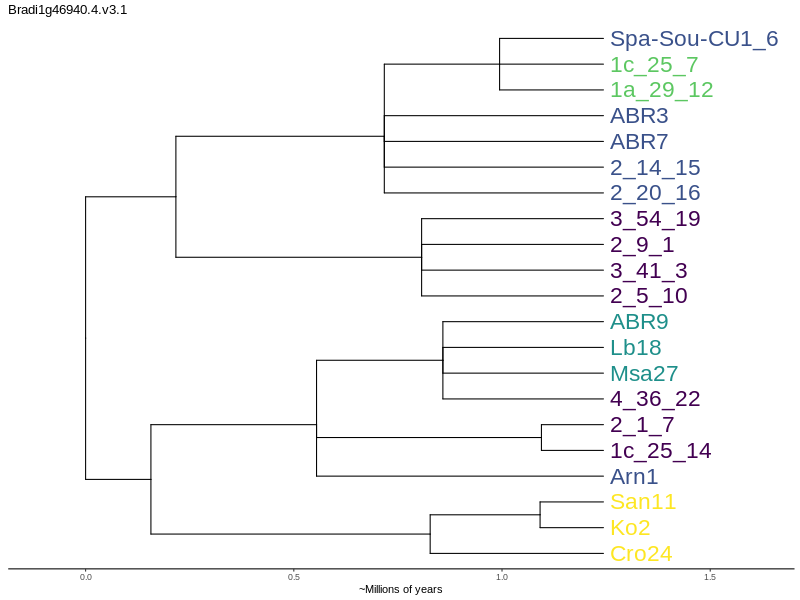 Bradi1g46940.4.v3.1
Spa-Sou-CU1_6
1c_25_7
1a_29_12
ABR3
ABR7
2_14_15
2_20_16
3_54_19
2_9_1
3_41_3
2_5_10
ABR9
Lb18
Msa27
4_36_22
2_1_7
1c_25_14
Arn1
San11
Ko2
Cro24
0.0 0.5 1.0 1.5
~Millions of years